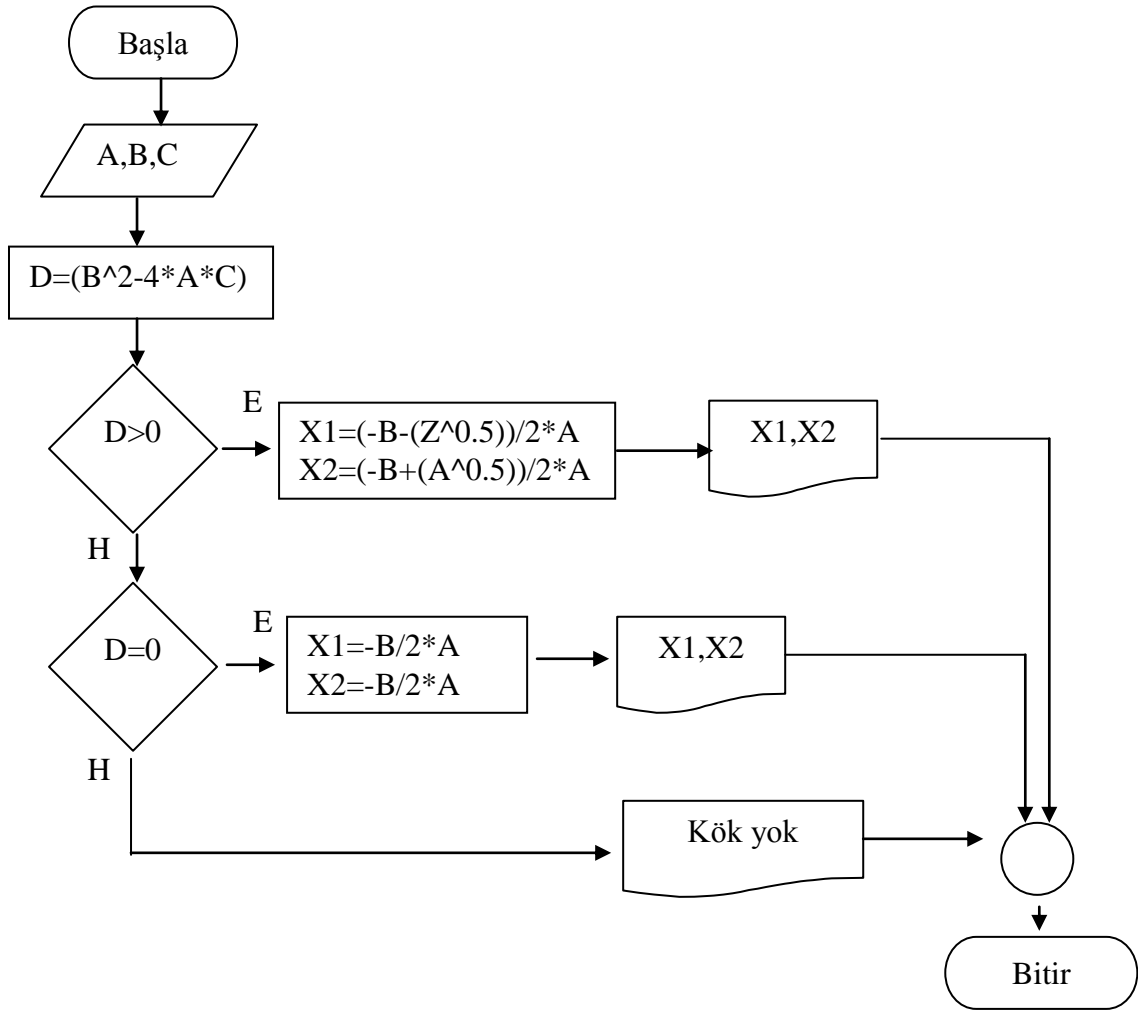 Başla
A,B,C
D=(B^2-4*A*C)
D>0
E
X1=(-B-(Z^0.5))/2*A
X2=(-B+(A^0.5))/2*A
X1,X2
H
D=0
E
X1=-B/2*A
X2=-B/2*A
X1,X2
H
Kök yok
Bitir